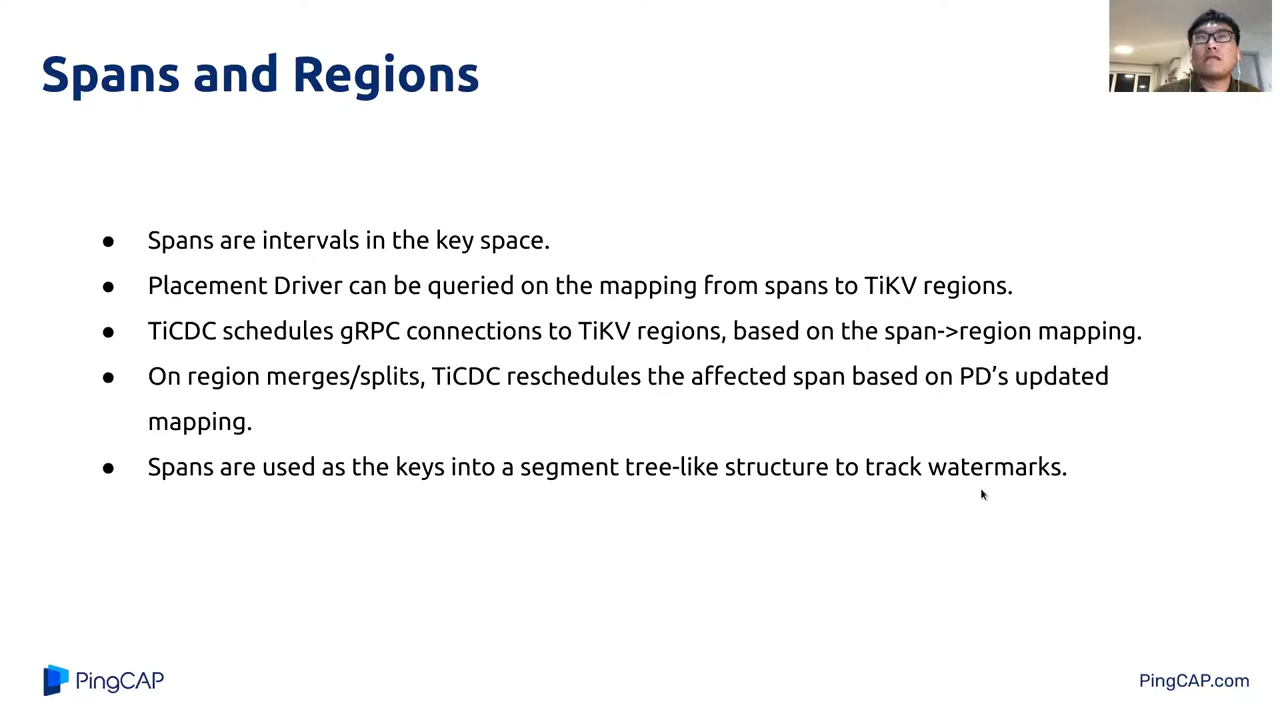 Spans and Regions
● Spans are intervals in the key space.
● Placement Driver can be queried on the mapping from spans to TiKV regions.
● TiCDC schedules gRPC connections to TiKV regions, based on the span->region mapping.
● On region merges/splits, TiCDC reschedules the affected span based on PD’s updated
mapping.
● Spans are used as the keys into a segment tree-like structure to track watermarks.
PingCAP
PingCAP.com